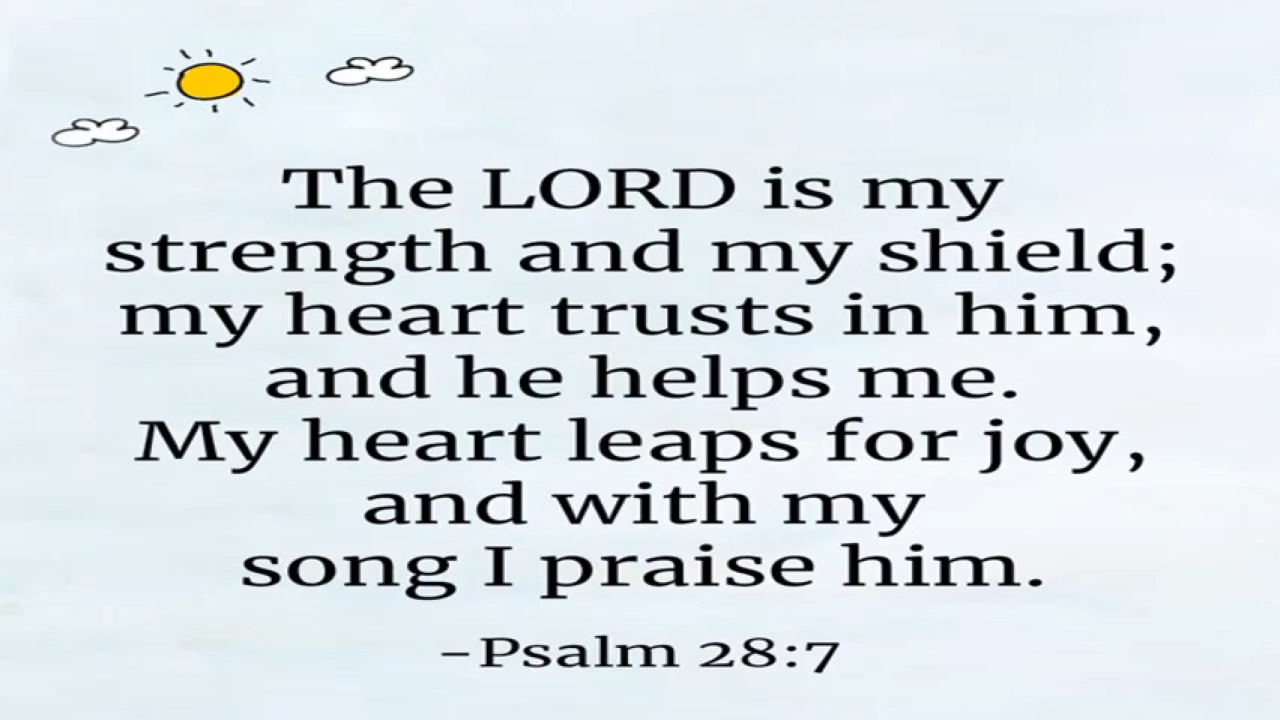 The LORD is my
strength and my shield;
my heart trusts in him,
and he helps me.
My heart leaps for joy,
and with my
song I praise him.
–Psalm 28:7